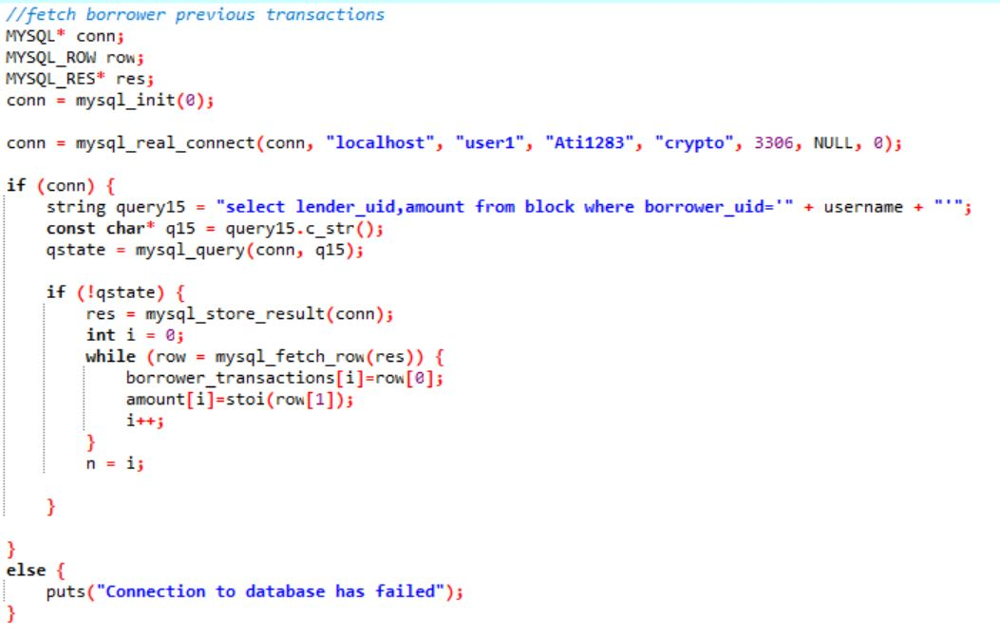 //fetch borrower previous transactions
MYSQL* conn;
MYSQL_ROW row;
MYSQL_RES* res;
conn = mysql_init(0);
conn = mysql_real_connect(conn, "localhost", "user1", "Ati1283", "crypto", 3306, NULL, 0);
if (conn) {
string query15 = "select lender_uid,amount from block where borrower_uid='" + username + "'";
const char* q15 = query15.c_str();
qstate = mysql_query(conn, q15);
if (!qstate) {
res = mysql_store_result(conn);
int i = 0;
while (row = mysql_fetch_row(res)) {
borrower_transactions[i]=row[0];
amount[i]=stoi(row[1]);
i++;
}
n = i;
}
}
else {
puts("Connection to database has failed");
}